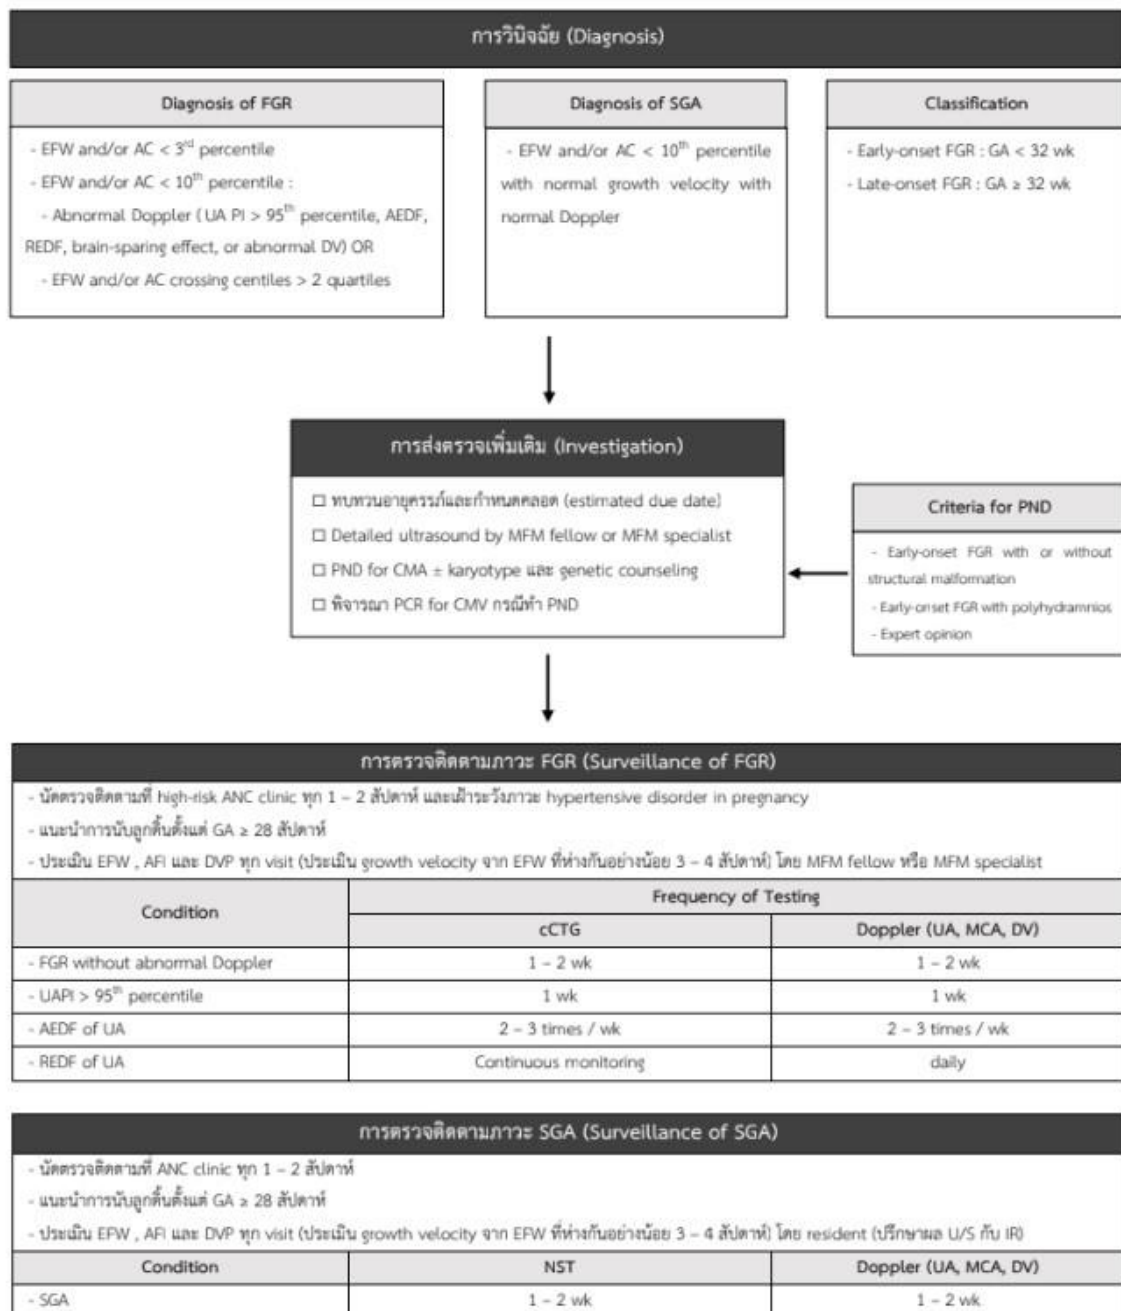 การวินิจฉัย (Diagnosis)
Diagnosis of FGR
- EFW and/or AC < 3rd percentile
- EFW and/or AC < 10th percentile :
- Abnormal Doppler ( UA PI > 95th percentile, AEDF,
REDF, brain-sparing effect, or abnormal DV) OR
- EFW and/or AC crossing centiles > 2 quartiles
Diagnosis of SGA
- EFW and/or AC < 10th percentile
with normal growth velocity with
normal Doppler
Classification
- Early-onset FGR : GA < 32 wk
- Late-onset FGR : GA ≥ 32 wk
การส่งตรวจเพิ่มเติม (Investigation)
☐ ทบทวนอายุครรภ์และกำหนดคลอด (estimated due date)
☐ Detailed ultrasound by MFM fellow or MFM specialist
☐ PND for CMA ± karyotype และ genetic counseling
☐ พิจารณา PCR for CMV กรณีทำ PND
Criteria for PND
- Early-onset FGR with or without
structural malformation
- Early-onset FGR with polyhydramnios
- Expert opinion
การตรวจติดตามภาวะ FGR (Surveillance of FGR)
- นัดตรวจติดตามที่ high-risk ANC clinic ทุก 1 – 2 สัปดาห์ และเฝ้าระวังภาวะ hypertensive disorder in pregnancy
- แนะนำการนับลูกดิ้นตั้งแต่ GA ≥ 28 สัปดาห์
- ประเมิน EFW , AFI และ DVP ทุก visit (ประเมิน growth velocity จาก EFW ที่ห่างกันอย่างน้อย 3 – 4 สัปดาห์) โดย MFM fellow หรือ MFM specialist
Condition
Frequency of Testing
cCTG Doppler (UA, MCA, DV)
- FGR without abnormal Doppler 1 – 2 wk 1 – 2 wk
- UAPI > 95th percentile 1 wk 1 wk
- AEDF of UA 2 – 3 times / wk 2 – 3 times / wk
- REDF of UA Continuous monitoring daily
การตรวจติดตามภาวะ SGA (Surveillance of SGA)
- นัดตรวจติดตามที่ ANC clinic ทุก 1 – 2 สัปดาห์
- แนะนำการนับลูกดิ้นตั้งแต่ GA ≥ 28 สัปดาห์
- ประเมิน EFW , AFI และ DVP ทุก visit (ประเมิน growth velocity จาก EFW ที่ห่างกันอย่างน้อย 3 – 4 สัปดาห์) โดย resident (ปรึกษาผล U/S กับ IR)
Condition NST Doppler (UA, MCA, DV)
- SGA 1 – 2 wk 1 – 2 wk